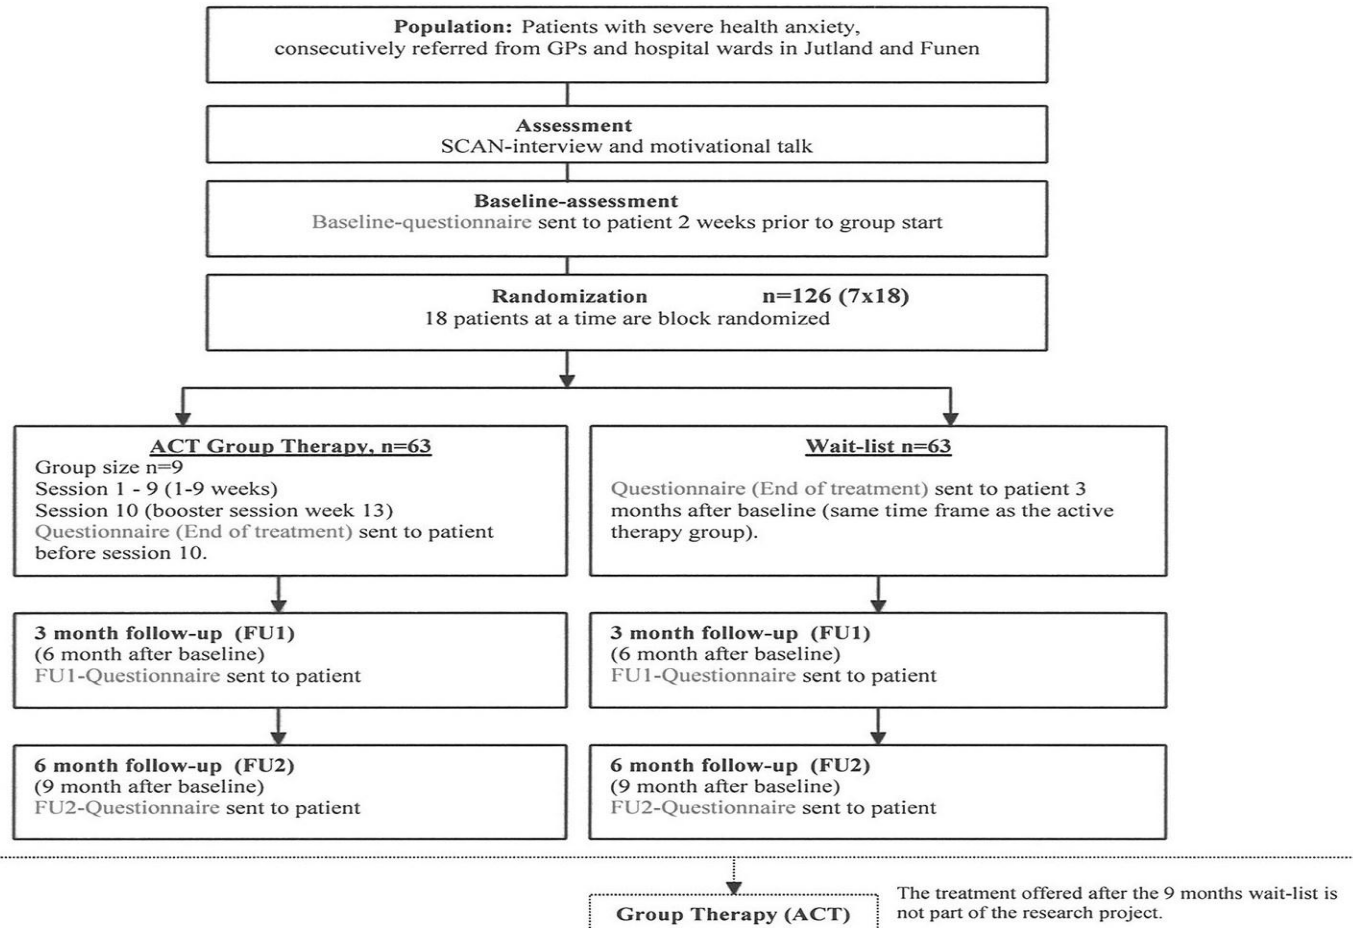 Population: Patients with severe health anxiety,
consecutively referred from GPs and hospital wards in Jutland and Funen
Assessment
SCAN-interview and motivational talk
Baseline-assessment
Baseline-questionnaire sent to patient 2 weeks prior to group start
Randomization n=126 (7x18)
18 patients at a time are block randomized
ACT Group Therapy, n=63
Group size n=9
Session 1 - 9 (1-9 weeks)
Session 10 (booster session week 13)
Questionnaire (End of treatment) sent to patient
before session 10.
Wait-list n=63
Questionnaire (End of treatment) sent to patient 3
months after baseline (same time frame as the active
therapy group).
3 month follow-up (FU1)
(6 month after baseline)
FU1-Questionnaire sent to patient
3 month follow-up (FU1)
(6 month after baseline)
FU1-Questionnaire sent to patient
6 month follow-up (FU2)
(9 month after baseline)
FU2-Questionnaire sent to patient
6 month follow-up (FU2)
(9 month after baseline)
FU2-Questionnaire sent to patient
Group Therapy (ACT)
The treatment offered after the 9 months wait-list is
not part of the research project.